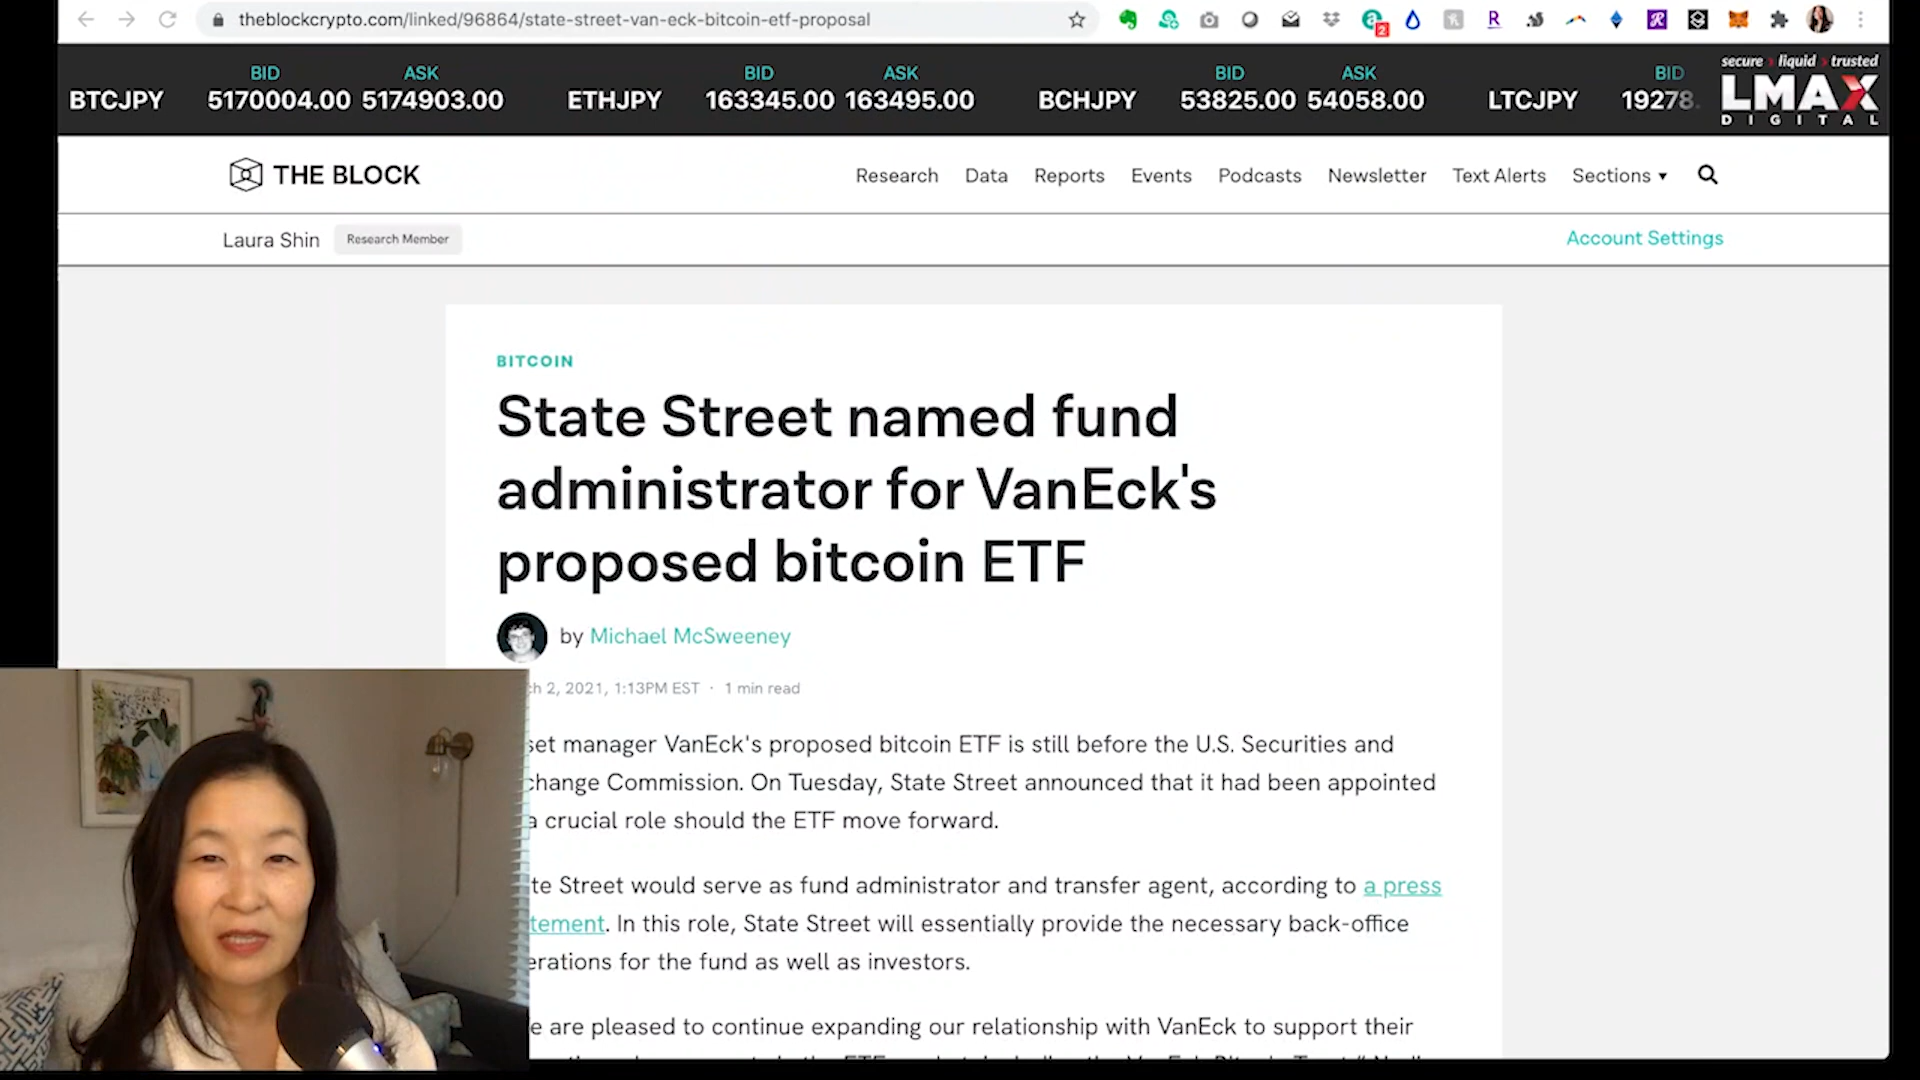 theblockcrypto.com/linked/96864/state-street-van-eck-bitcoin-etf-proposal
2
BID ASK BID ASK BID ASK BID
BTCJPY 5170004.00 5174903.00 ETHJPY 163345.00 163495.00 BCHJPY 53825.00 54058.00 LTCJPY 19278.
secure liquid trusted
LMAX
DIGITAL
THE BLOCK
Research Data Reports Events Podcasts Newsletter Text Alerts Sections
Laura Shin Research Member Account Settings
BITCOIN
State Street named fund
administrator for VanEck's
proposed bitcoin ETF
by Michael McSweeney
2, 2021, 1:13PM EST · 1 min read
manager VanEck's proposed bitcoin ETF is still before the U.S. Securities and
Commission. On Tuesday, State Street announced that it had been appointed
a crucial role should the ETF move forward.
Street would serve as fund administrator and transfer agent, according to a press
. In this role, State Street will essentially provide the necessary back-office
for the fund as well as investors.
are pleased to continue expanding our relationship with VanEck to support their